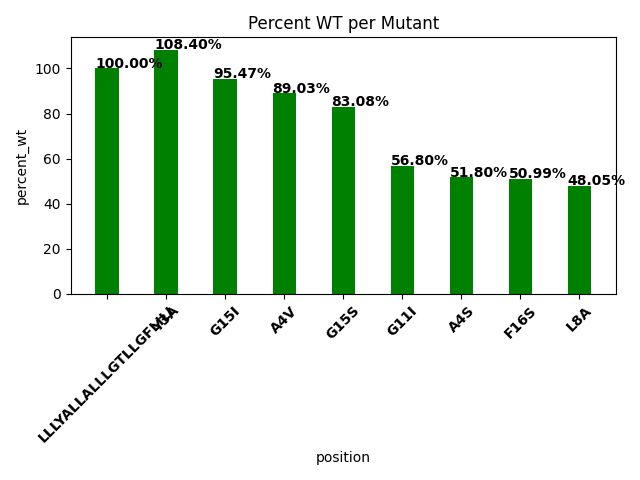 Percent WT per Mutant
percent_wt
100
80
60
40
20
0
100.00%
108.40%
95.47%
89.03%
83.08%
56.80%
51.80%
50.99%
48.05%
Y3A
G15I
A4V
G15S
G11I
A4S
F16S
L8A
position